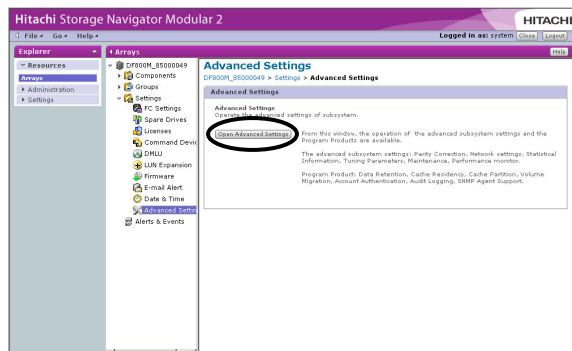 Hitachi Storage Navigator Modular 2
HITACHI
File Go Help
Logged in as: system Close Logout
Explorer
Resources
Arrays
Administration
Settings
Arrays
Help
DF800M_85000049
Components
Groups
Settings
FC Settings
Spare Drives
Licenses
Command Devic
DMLU
LUN Expansion
Firmware
E-mail Alert
Date & Time
Advanced Settin
Alerts & Events
Advanced Settings
DF800M_85000049 > Settings > Advanced Settings
Advanced Settings
Advanced Settings
Operate the advanced settings of subsystem.
Open Advanced Settings
From this window, the operation of the advanced subsystem settings and the
Program Products are available.
The advanced subsystem settings: Parity Correction, Network settings, Statistical
Information, Tuning Parameters, Maintenance, Performance monitor.
Program Product: Data Retention, Cache Residency, Cache Partition, Volume
Migration, Account Authentication, Audit Logging, SNMP Agent Support.